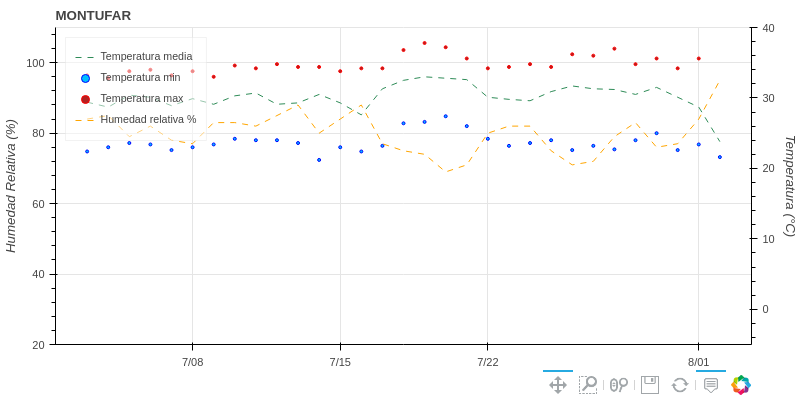 MONTUFAR
100
80
60
40
20
Humedad Relativa (%)
Temperatura media
Temperatura min
Temperatura max
Humedad relativa %
40
30
20
10
0
Temperatura (°C)
7/08
7/15
7/22
8/01